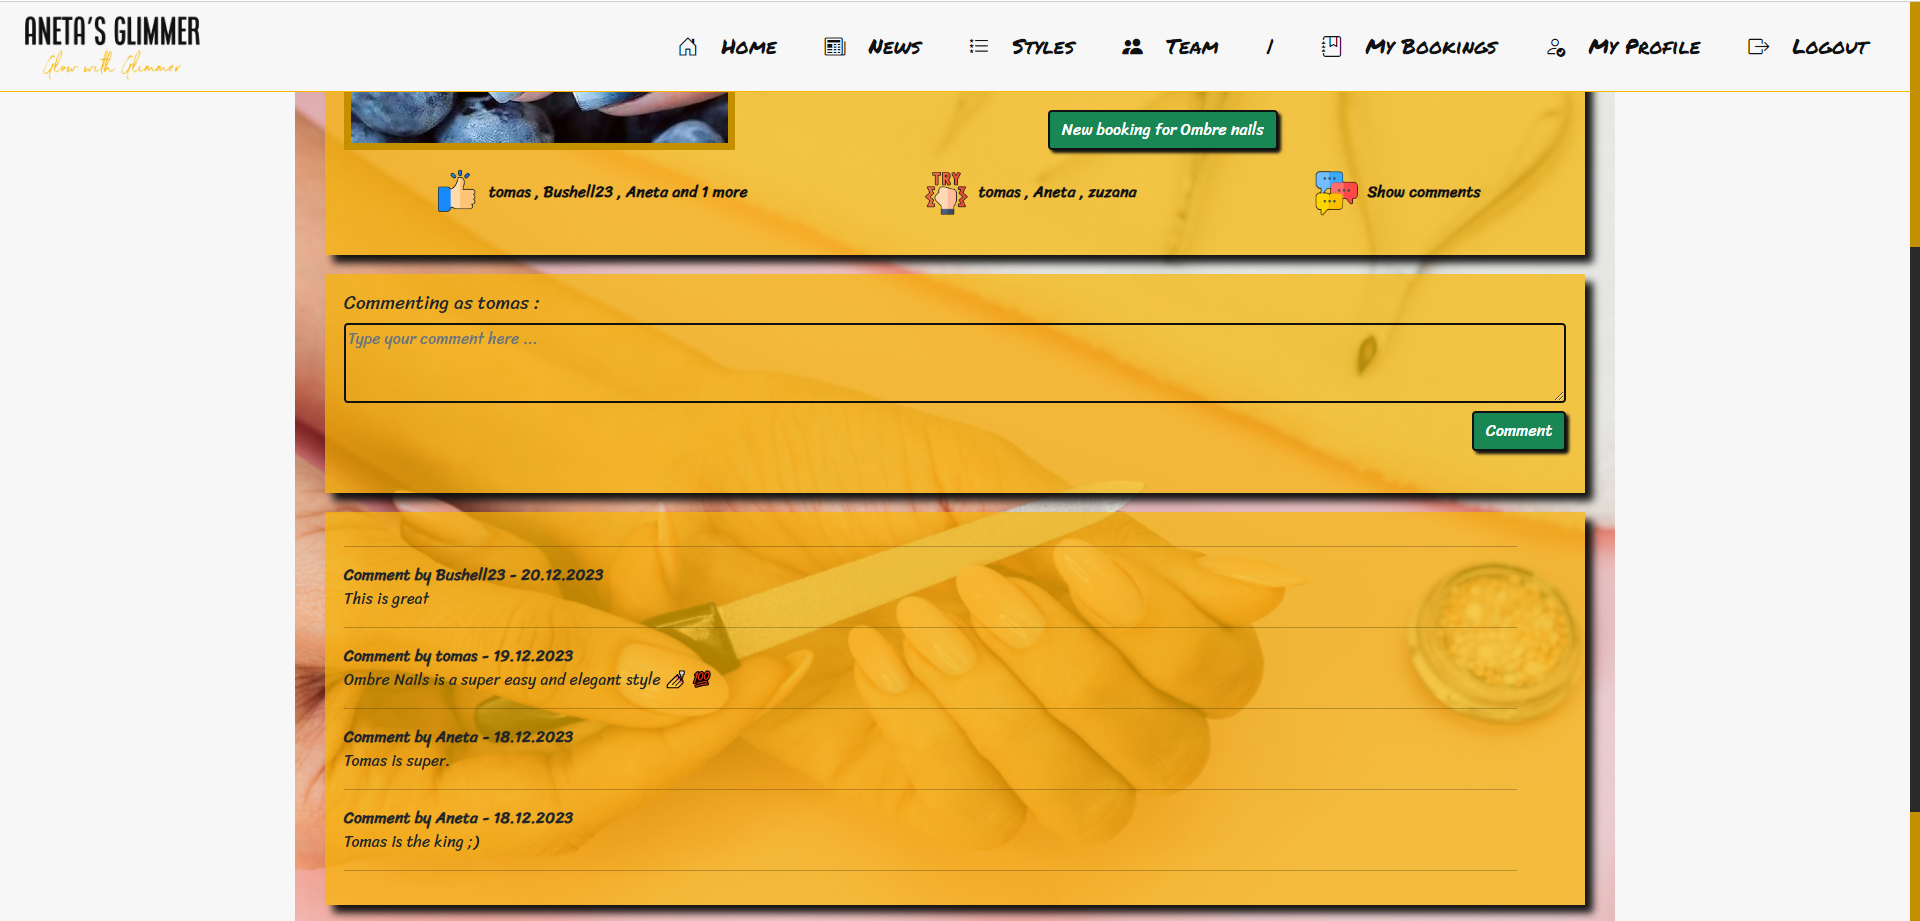 ANETA'S GLIMMER
Glow with Glimmer
Home
News
Styles
Team
/
My Bookings
My Profile
Logout
New booking for Ombre nails
tomas , Bushell23 , Aneta and 1 more
TRY
tomas , Aneta , zuzana
Show comments
Commenting as tomas :
Type your comment here ...
Comment
Comment by Bushell23 - 20.12.2023
This is great
Comment by tomas - 19.12.2023
Ombre Nails is a super easy and elegant style 💅 💯
Comment by Aneta - 18.12.2023
Tomas is super.
Comment by Aneta - 18.12.2023
Tomas is the king ;)